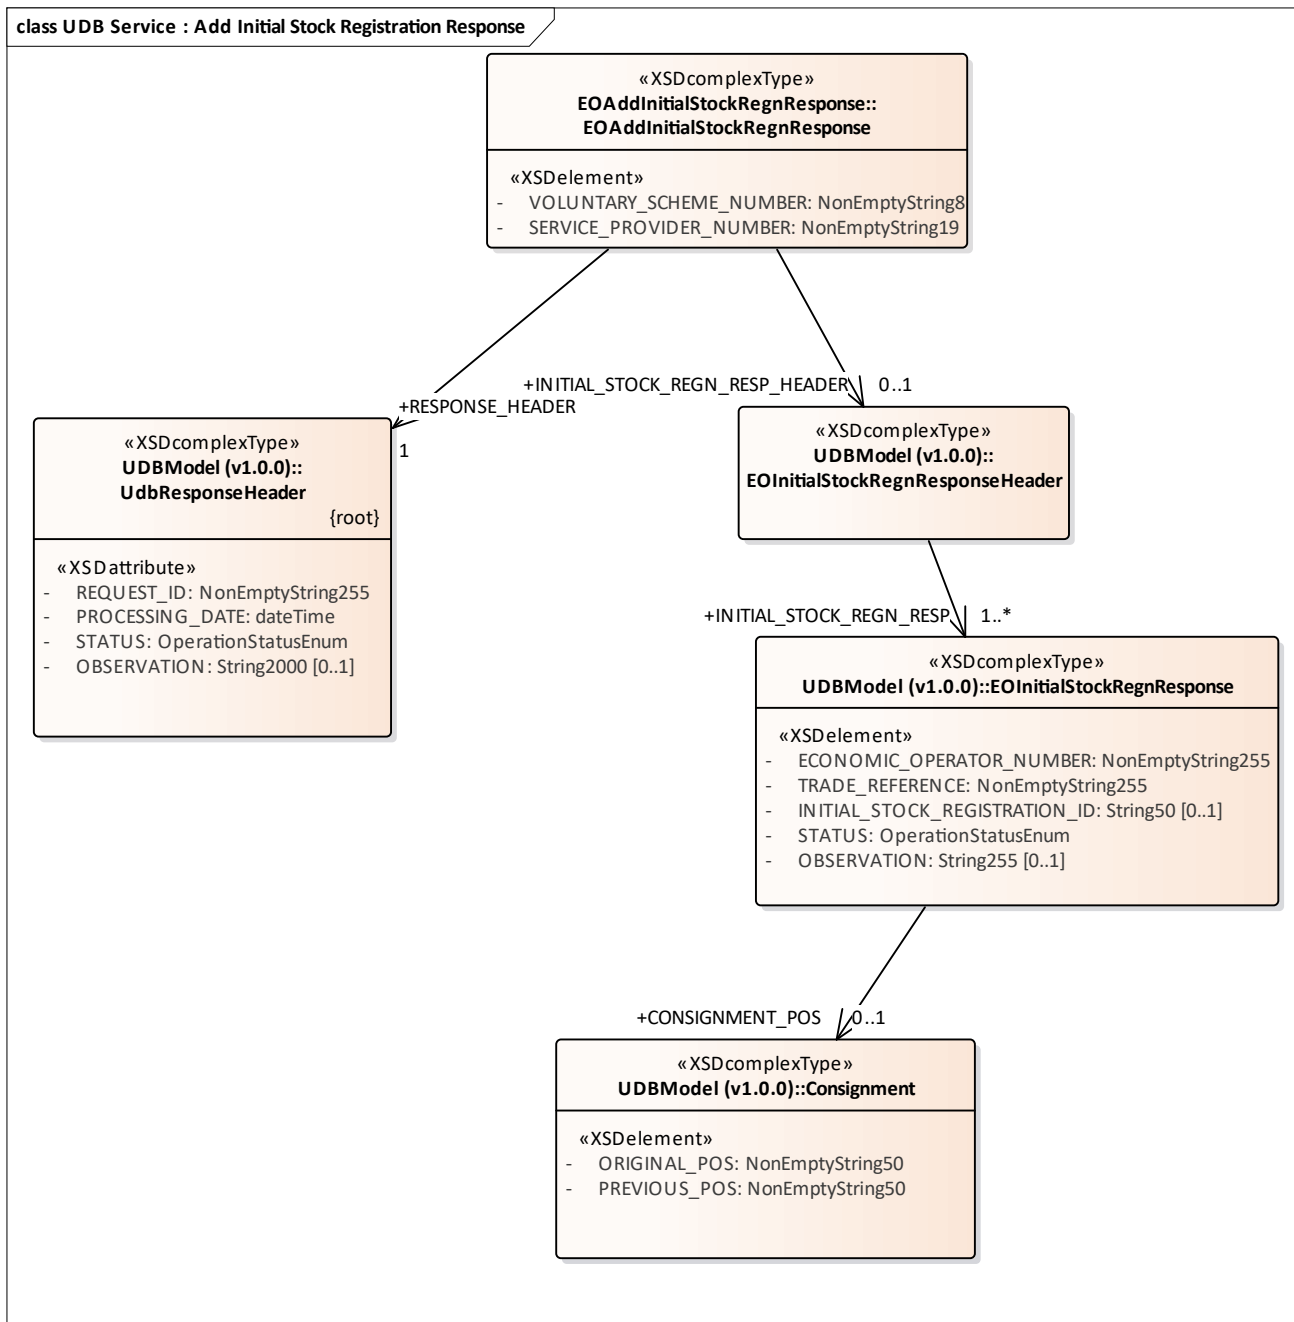 class UDB Service : Add Initial Stock Registration Response
«XSDcomplexType»
EOAddInitialStockRegnResponse::
EOAddInitialStockRegnResponse
«XSDelement»
- VOLUNTARY_SCHEME_NUMBER: NonEmptyString8
- SERVICE_PROVIDER_NUMBER: NonEmptyString19
+INITIAL_STOCK_REGN_RESP_HEADER 0..1
+RESPONSE_HEADER
1
«XSDcomplexType»
UDBModel (v1.0.0)::
UdbResponseHeader
{root}
«XSDattribute»
- REQUEST_ID: NonEmptyString255
- PROCESSING_DATE: dateTime
- STATUS: OperationStatusEnum
- OBSERVATION: String2000 [0..1]
«XSDcomplexType»
UDBModel (v1.0.0)::
EOInitialStockRegnResponseHeader
+INITIAL_STOCK_REGN_RESP 1..*
«XSDcomplexType»
UDBModel (v1.0.0)::EOInitialStockRegnResponse
«XSDelement»
- ECONOMIC_OPERATOR_NUMBER: NonEmptyString255
- TRADE_REFERENCE: NonEmptyString255
- INITIAL_STOCK_REGISTRATION_ID: String50 [0..1]
- STATUS: OperationStatusEnum
- OBSERVATION: String255 [0..1]
+CONSIGNMENT_POS 0..1
«XSDcomplexType»
UDBModel (v1.0.0)::Consignment
«XSDelement»
- ORIGINAL_POS: NonEmptyString50
- PREVIOUS_POS: NonEmptyString50